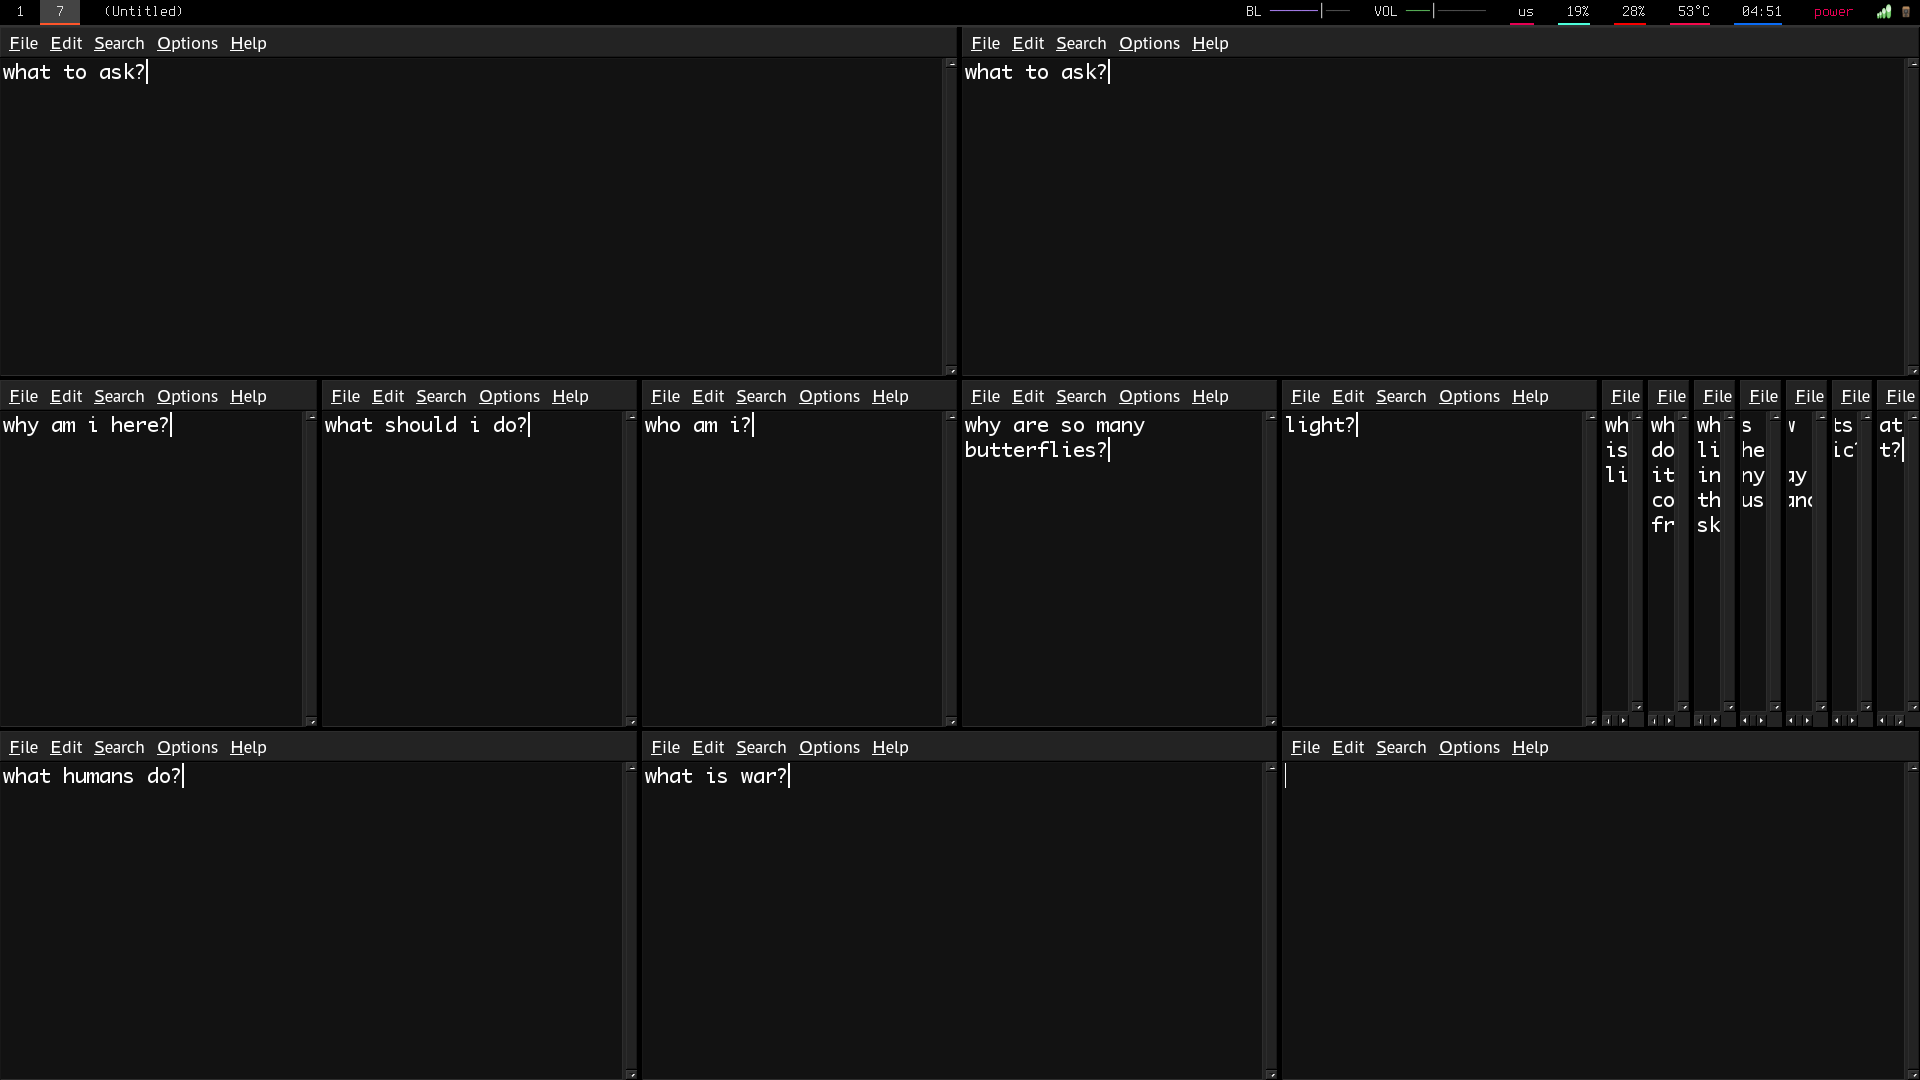 1 7 (Untitled) BL VOL us 19% 28% 53°C 04:51 power
File Edit Search Options Help
what to ask?
File Edit Search Options Help
what to ask?
File Edit Search Options Help
why am i here?
File Edit Search Options Help
what should i do?
File Edit Search Options Help
who am i?
File Edit Search Options Help
why are so many
butterflies?
File Edit Search Options Help
light?
File
wh
is
li
File
wh
do
it
co
fr
File
wh
li
in
th
sk
File
s
he
ny
us
File
ay
File
ts
File
at
t?
File Edit Search Options Help
what humans do?
File Edit Search Options Help
what is war?
File Edit Search Options Help